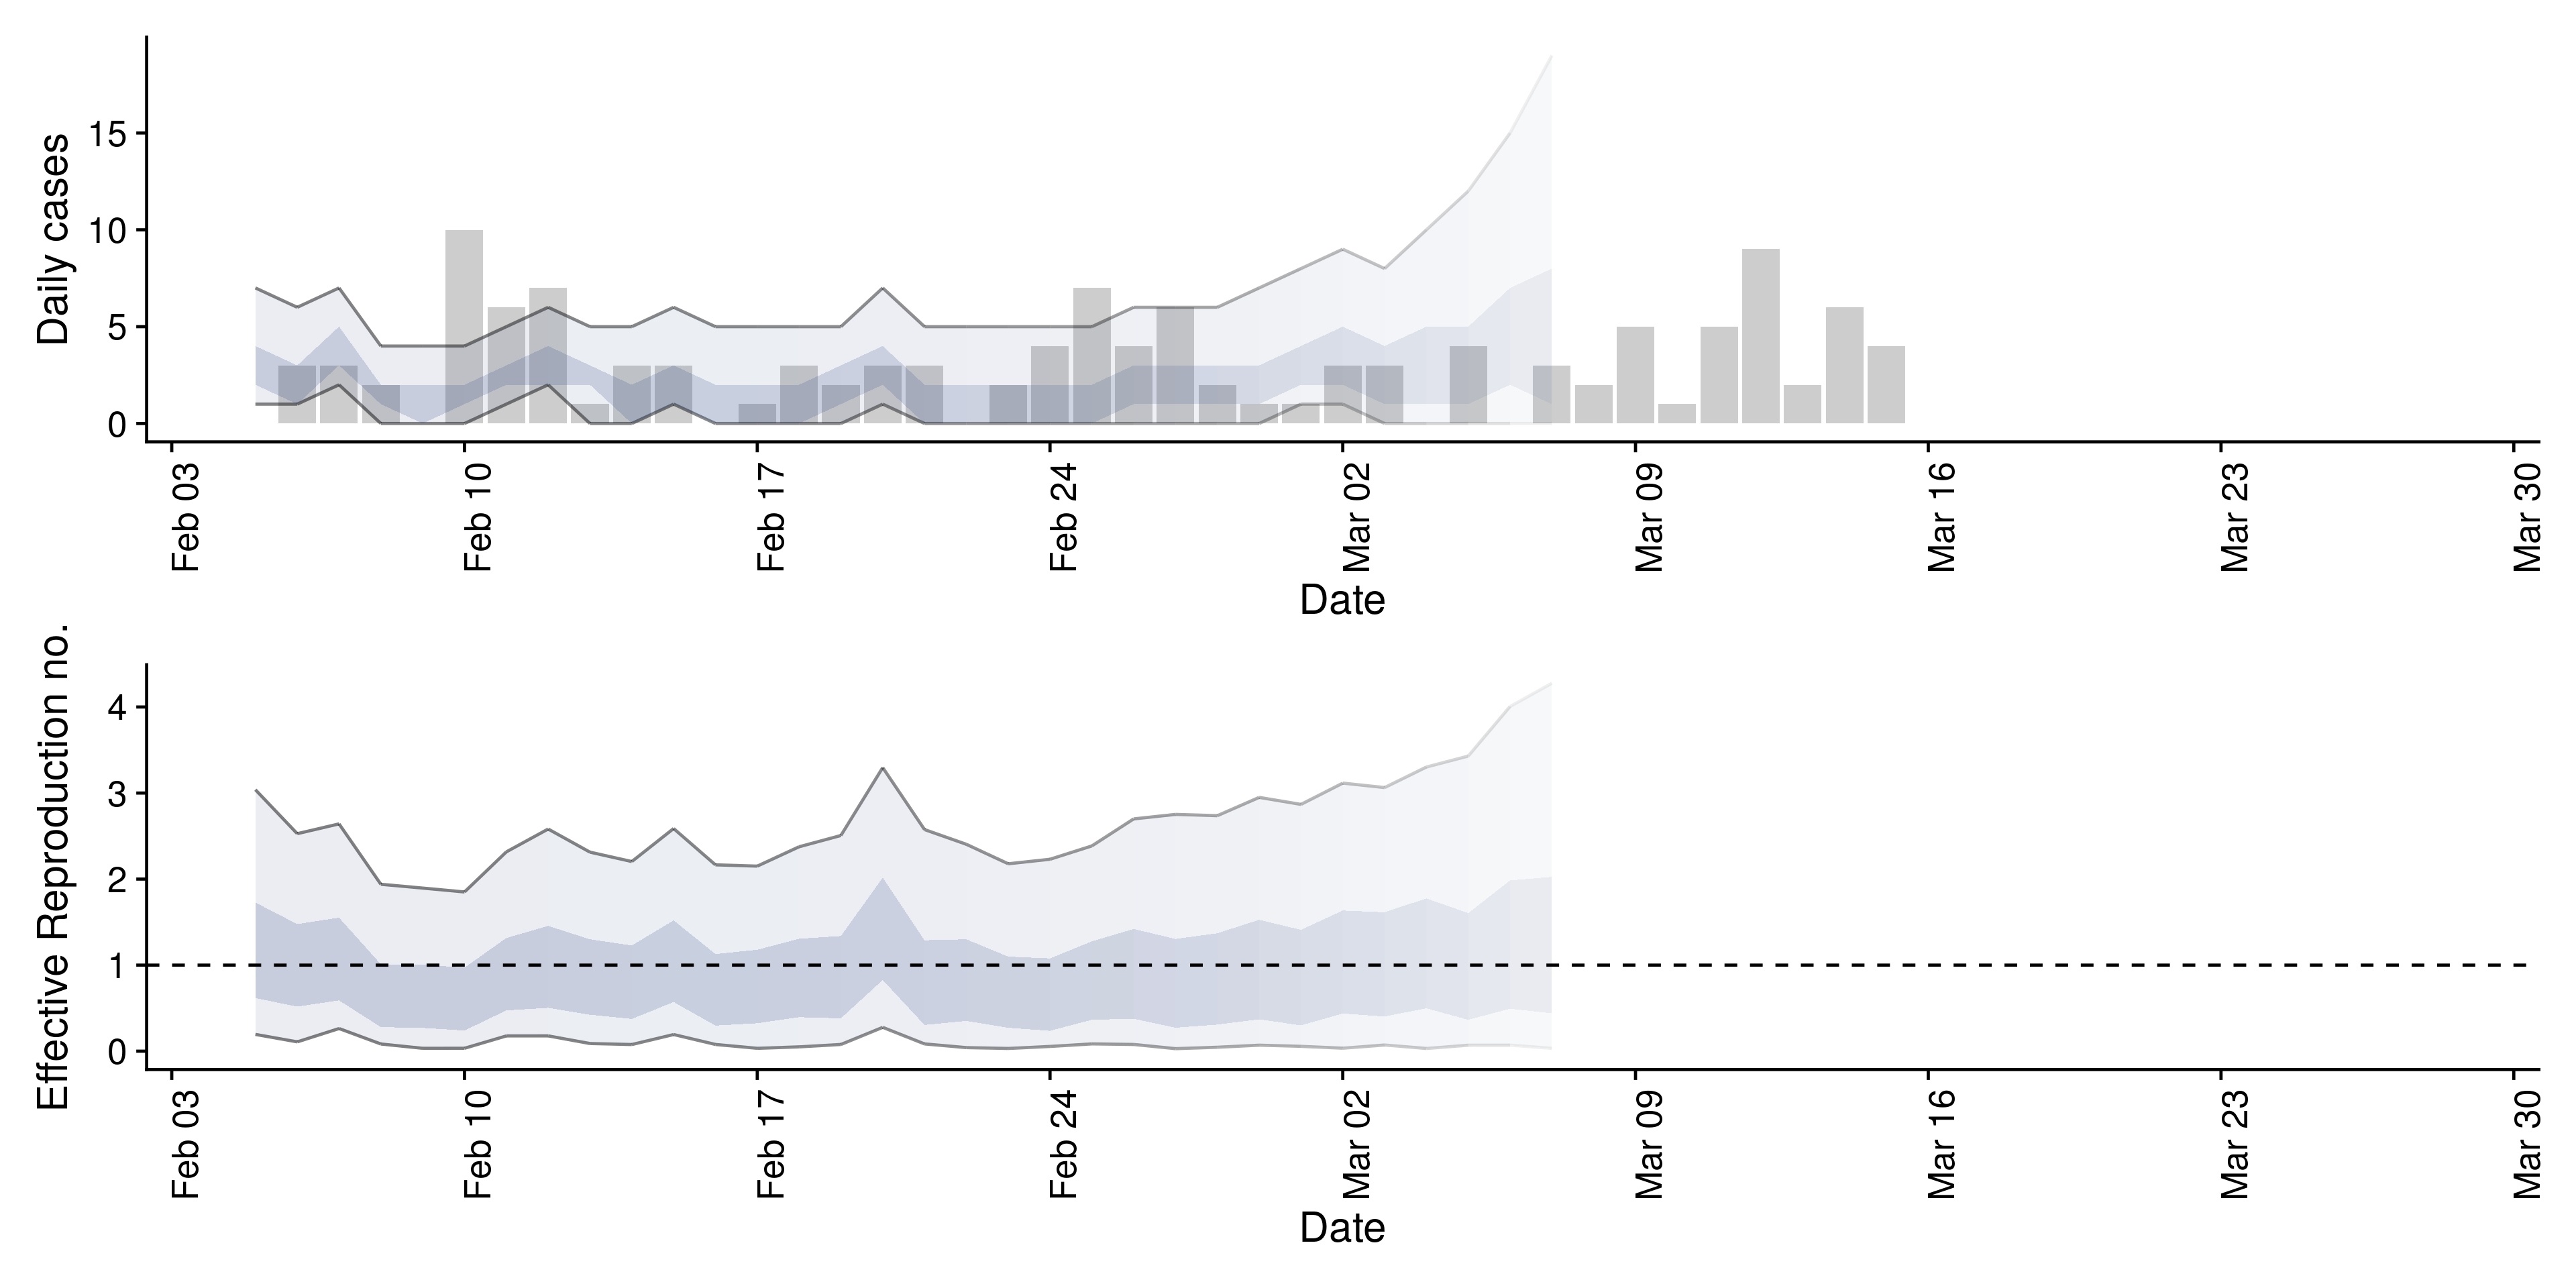 Daily cases
15
10
5
0
Feb 03
Feb 10
Feb 17
Feb 24
Mar 02
Mar 09
Mar 16
Mar 23
Mar 30
Date
Effective Reproduction no.
4
3
2
1
0
Feb 03
Feb 10
Feb 17
Feb 24
Mar 02
Mar 09
Mar 16
Mar 23
Mar 30
Date